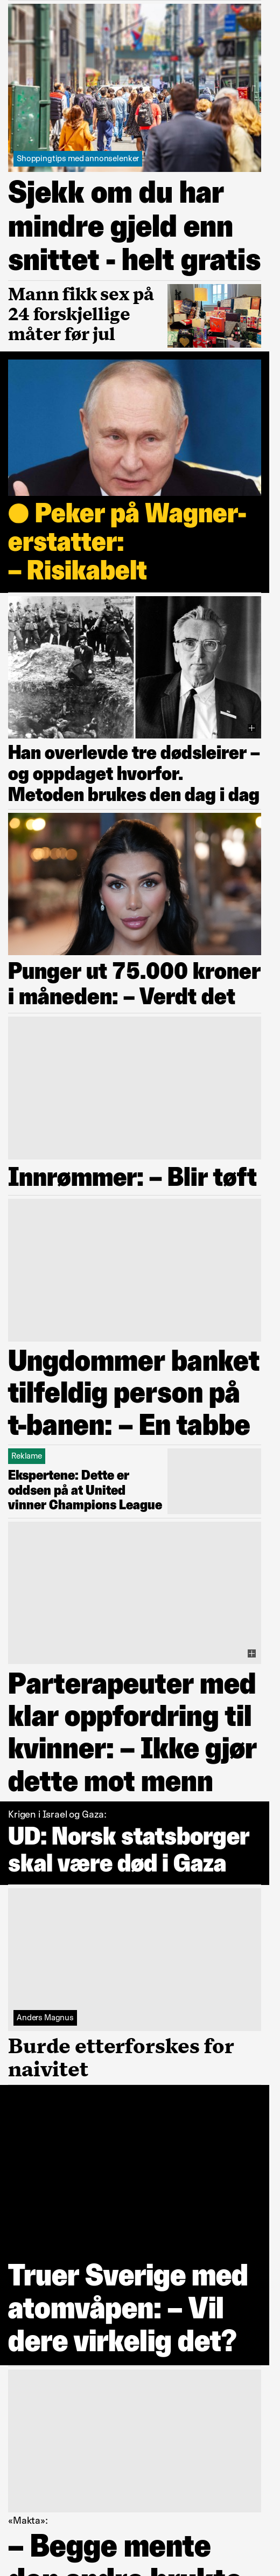 Shoppingtips med annonselenker
Sjekk om du har
mindre gjeld enn
snittet - helt gratis
Mann fikk sex på
24 forskjellige
måter før jul
Peker på Wagner-
erstatter:
– Risikabelt
Han overlevde tre dødsleirer –
og oppdaget hvorfor.
Metoden brukes den dag i dag
Punger ut 75.000 kroner
i måneden: – Verdt det
Innrømmer: – Blir tøft
Ungdommer banket
tilfeldig person på
t-banen: – En tabbe
Reklame
Ekspertene: Dette er
oddsen på at United
vinner Champions League
Parterapeuter med
klar oppfordring til
kvinner: – Ikke gjør
dette mot menn
Krigen i Israel og Gaza:
UD: Norsk statsborger
skal være død i Gaza
Anders Magnus
Burde etterforskes for
naivitet
Truer Sverige med
atomvåpen: – Vil
dere virkelig det?
«Makta»:
– Begge mente
den andre brukte